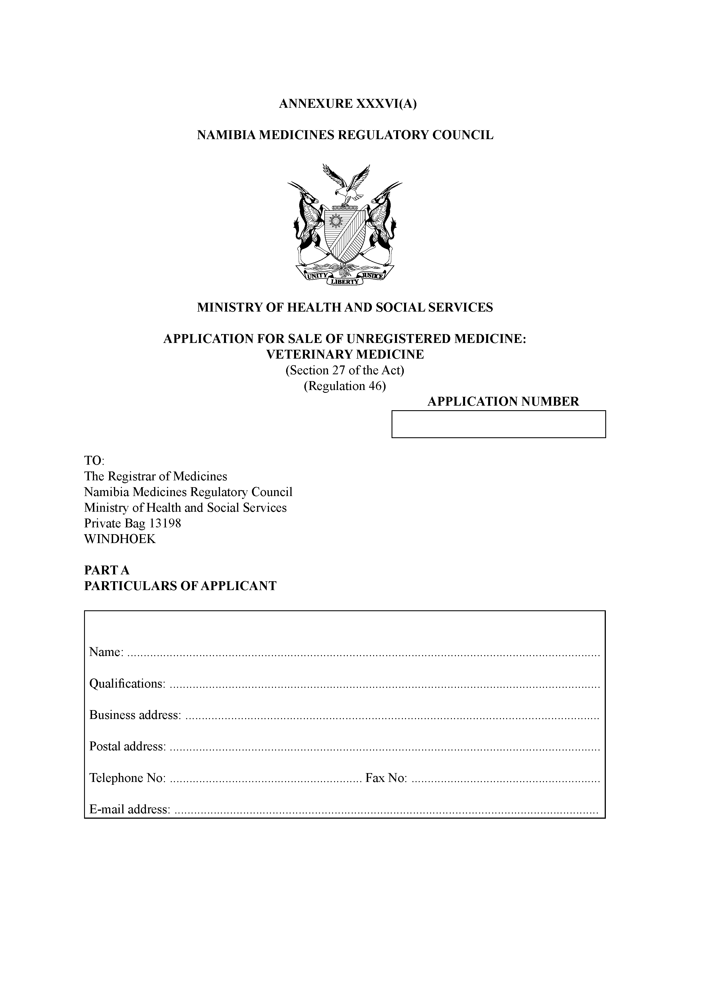 ANNEXURE XXXVI(A)
NAMIBIA MEDICINES REGULATORY COUNCIL
UNITY
LIBERTY
JUSTICE
MINISTRY OF HEALTH AND SOCIAL SERVICES
APPLICATION FOR SALE OF UNREGISTERED MEDICINE:
VETERINARY MEDICINE
(Section 27 of the Act)
(Regulation 46)
APPLICATION NUMBER
TO:
The Registrar of Medicines
Namibia Medicines Regulatory Council
Ministry of Health and Social Services
Private Bag 13198
WINDHOEK
PART A
PARTICULARS OF APPLICANT
Name: ................................................................................................................................................
Qualifications: ...................................................................................................................................
Business address: ..............................................................................................................................
Postal address: ...................................................................................................................................
Telephone No: .......................................................... Fax No: .........................................................
E-mail address: .................................................................................................................................